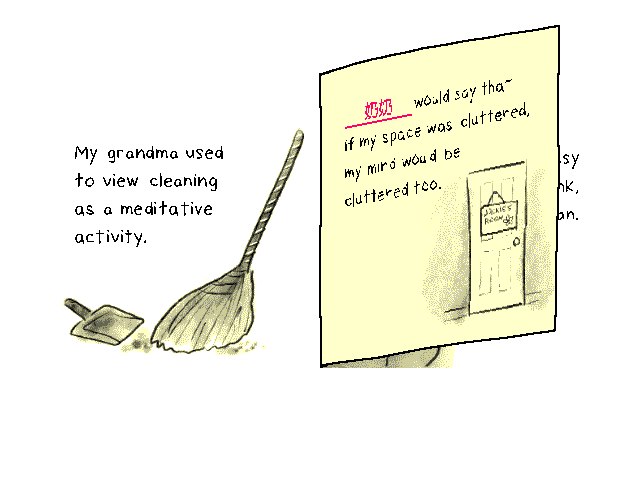 My grandma used
to view cleaning
as a meditative
activity.
奶奶 would say tha
if my space was cluttered,
my mind would be
cluttered too.
JACKIE'S
ROOM
sy
nk,
an.